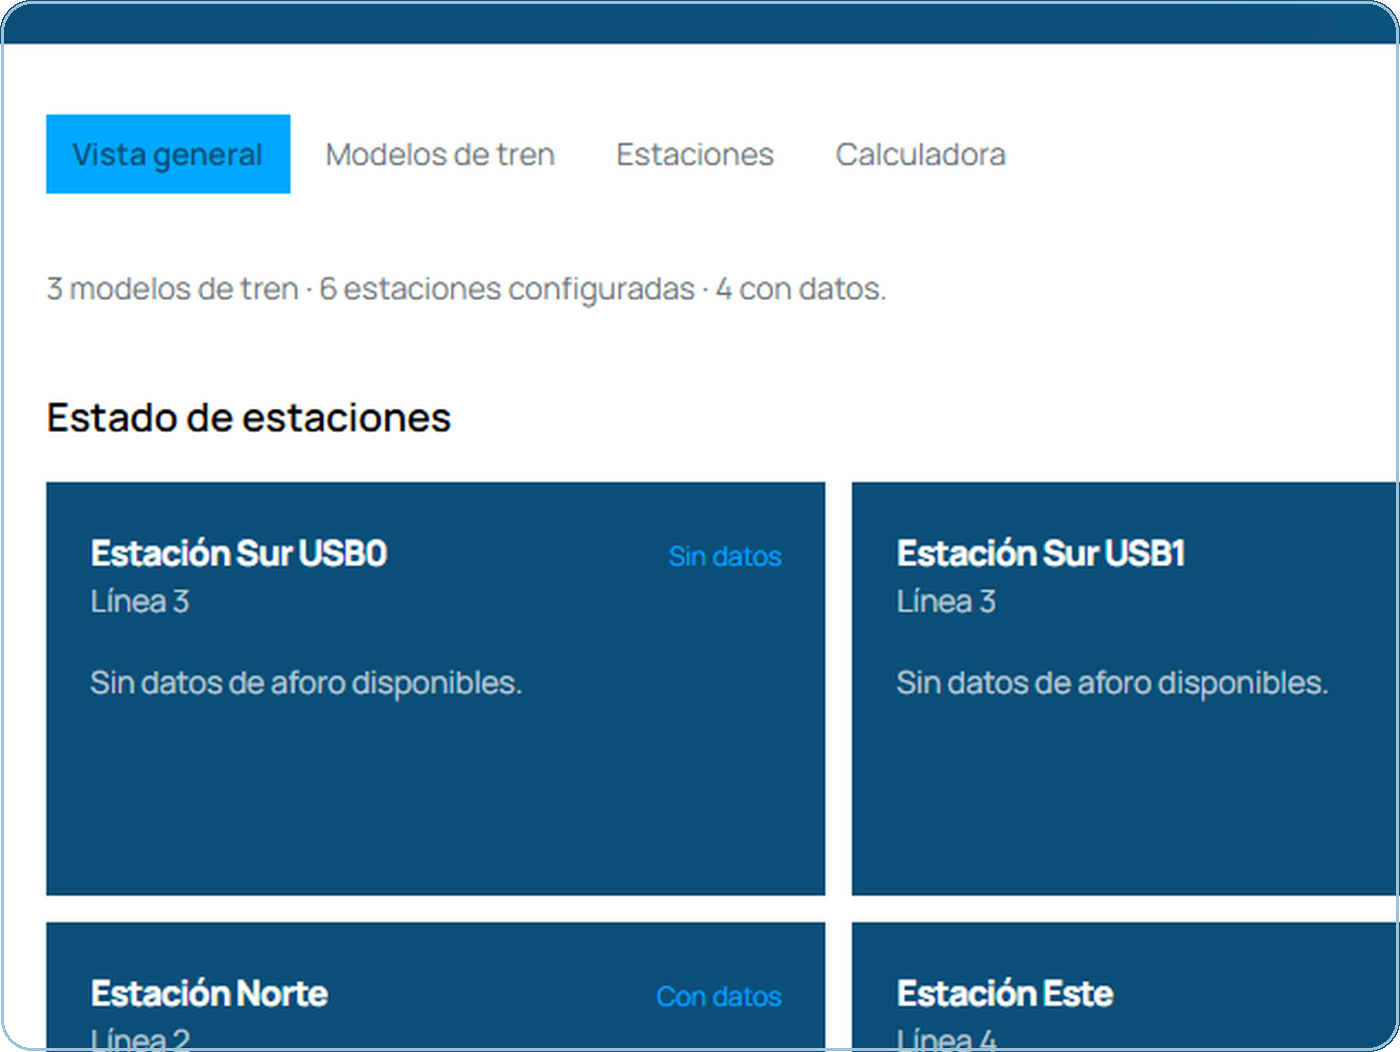 Vista general Modelos de tren Estaciones Calculadora
3 modelos de tren · 6 estaciones configuradas · 4 con datos.
Estado de estaciones
Estación Sur USB0 Sin datos
Línea 3
Sin datos de aforo disponibles.
Estación Sur USB1
Línea 3
Sin datos de aforo disponibles.
Estación Norte Con datos
Línea 2
Estación Este
Línea 4